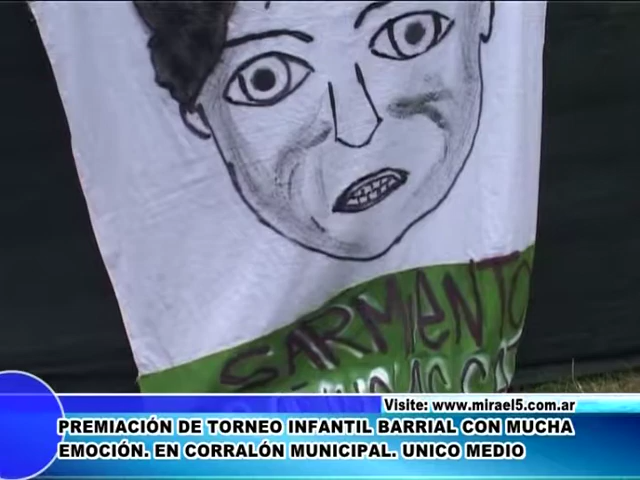 SARMIENTO
Visite: www.mirael5.com.ar
PREMIACIÓN DE TORNEO INFANTIL BARRIAL CON MUCHA
EMOCIÓN. EN CORRALÓN MUNICIPAL. UNICO MEDIO